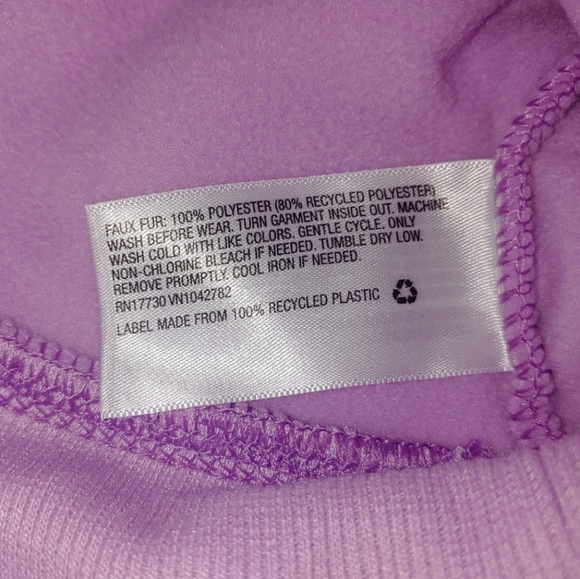 FAUX FUR: 100% POLYESTER (80% RECYCLED POLYESTER)
WASH BEFORE WEAR. TURN GARMENT INSIDE OUT. MACHINE
WASH COLD WITH LIKE COLORS. GENTLE CYCLE. ONLY
NON-CHLORINE BLEACH IF NEEDED. TUMBLE DRY LOW.
REMOVE PROMPTLY. COOL IRON IF NEEDED.
RN17730 VN1042782
LABEL MADE FROM 100% RECYCLED PLASTIC